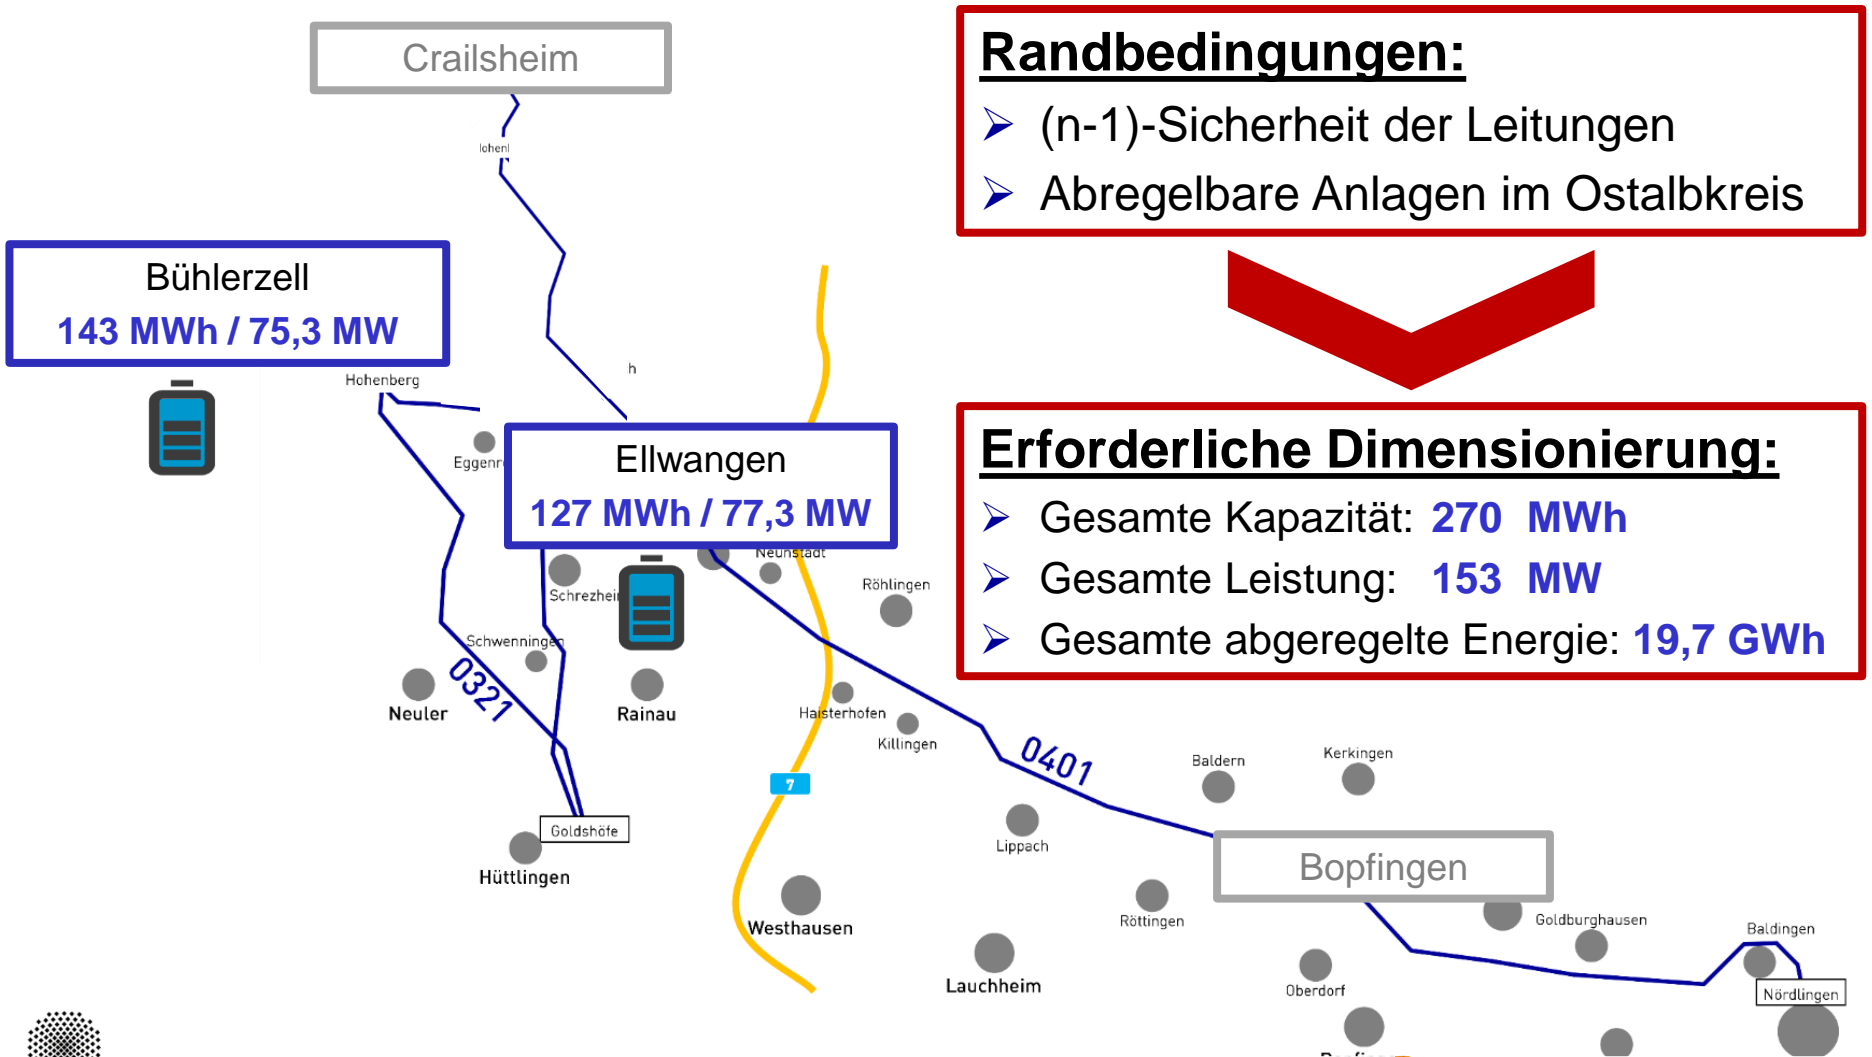 Crailsheim
Randbedingungen:
(n-1)-Sicherheit der Leitungen
Abregelbare Anlagen im Ostalbkreis
Bühlerzell
143 MWh / 75,3 MW
h
Hohenberg
Ellwangen
127 MWh / 77,3 MW
Erforderliche Dimensionierung:
Gesamte Kapazität: 270 MWh
Gesamte Leistung: 153 MW
Gesamte abgeregelte Energie: 19,7 GWh
Neunstadt
Röhlingen
Schwenningen
0321
Neuler
Rainau
Haisterhofen
Killingen
0401
Baldern
Kerkingen
7
Goldshöfe
Lippach
Hüttlingen
Bopfingen
Westhausen
Röttingen
Goldburghausen
Baldingen
Lauchheim
Oberdorf
Nördlingen